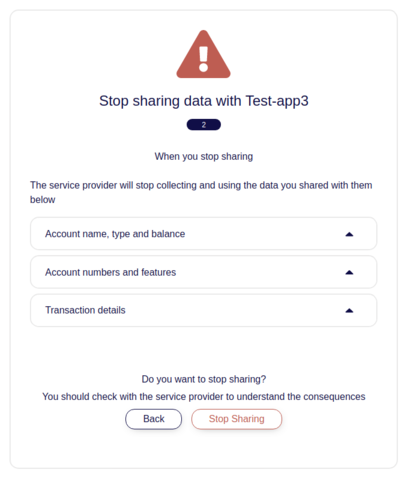 Stop sharing data with Test-app3
2
When you stop sharing
The service provider will stop collecting and using the data you shared with them
below
Account name, type and balance
Account numbers and features
Transaction details
Do you want to stop sharing?
You should check with the service provider to understand the consequences
Back
Stop Sharing